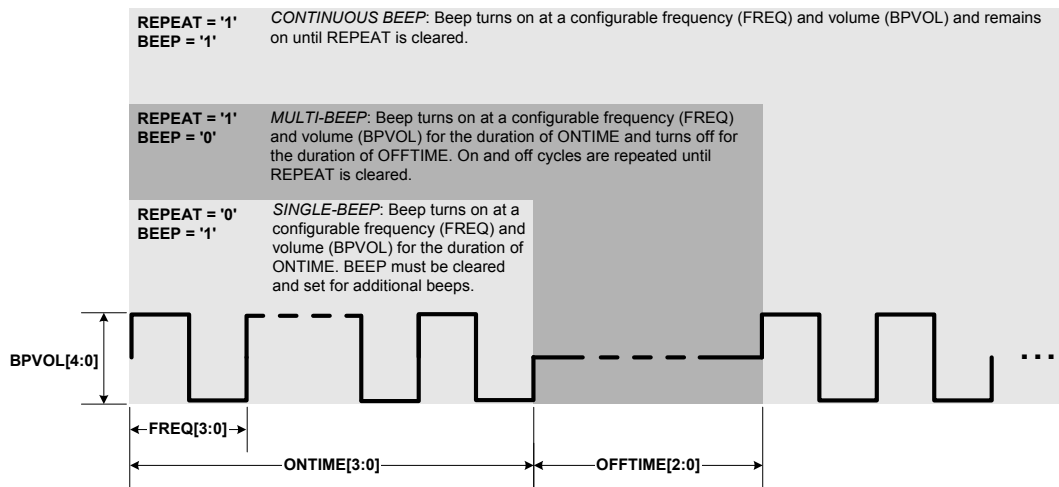 REPEAT = '1'
BEEP = '1'
CONTINUOUS BEEP: Beep turns on at a configurable frequency (FREQ) and volume (BPVOL) and remains
on until REPEAT is cleared.
REPEAT = '1'
BEEP = '0'
MULTI-BEEP: Beep turns on at a configurable frequency (FREQ)
and volume (BPVOL) for the duration of ONTIME and turns off for
the duration of OFFTIME. On and off cycles are repeated until
REPEAT is cleared.
REPEAT = '0'
BEEP = '1'
SINGLE-BEEP: Beep turns on at a
configurable frequency (FREQ) and
volume (BPVOL) for the duration of
ONTIME. BEEP must be cleared
and set for additional beeps.
BPVOL[4:0]
...
FREQ[3:0]
ONTIME[3:0]
OFFTIME[2:0]